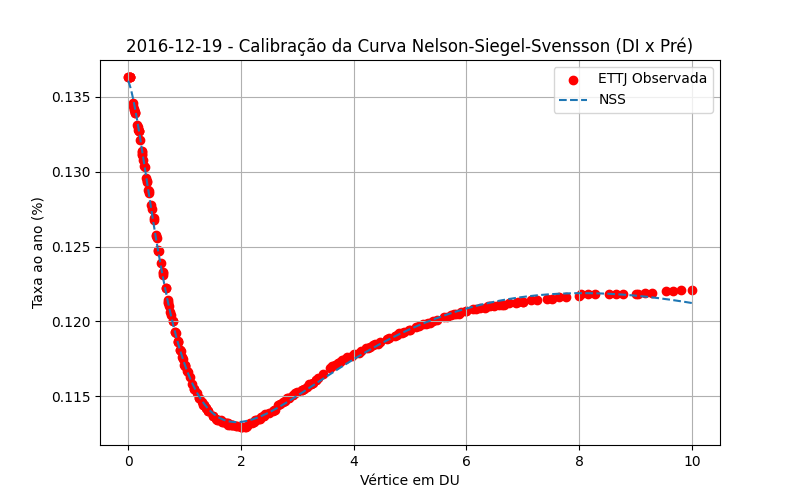 2016-12-19 - Calibração da Curva Nelson-Siegel-Svensson (DI x Pré)
ETTJ Observada
NSS
Taxa ao ano (%)
0.135
0.130
0.125
0.120
0.115
0 2 4 6 8 10
Vértice em DU